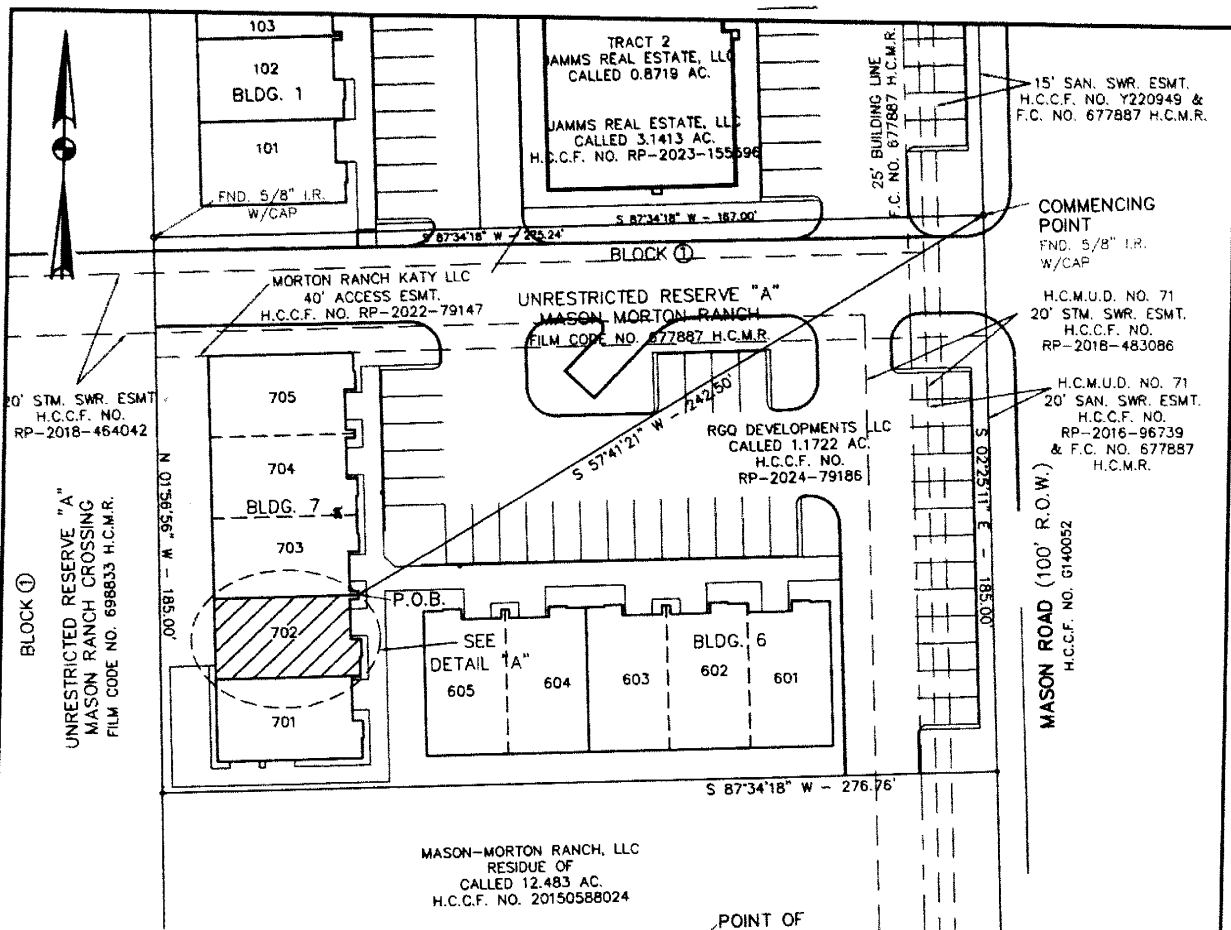 103
102
BLDG. 1
101
FND. 5/8" I.R.
W/CAP
TRACT 2
JAMMS REAL ESTATE, LLC
CALLED 0.8719 AC.
JAMMS REAL ESTATE, LLC
CALLED 3.1413 AC.
H.C.C.F. NO. RP-2023-155596
25' BUILDING LINE
F.C. NO. 677887 H.C.M.R.
15' SAN. SWR. ESMT.
H.C.C.F. NO. Y220949 &
F.C. NO. 677887 H.C.M.R.
S 87°34'18" W - 167.00'
S 87°34'18" W - 275.24'
COMMENCING
POINT
FND. 5/8" I.R.
W/CAP
BLOCK 1
MORTON RANCH KATY LLC
40' ACCESS ESMT.
H.C.C.F. NO. RP-2022-79147
UNRESTRICTED RESERVE "A"
MASON MORTON RANCH
FILM CODE NO. 677887 H.C.M.R.
H.C.M.U.D. NO. 71
20' STM. SWR. ESMT.
H.C.C.F. NO.
RP-2018-483086
H.C.M.U.D. NO. 71
20' SAN. SWR. ESMT.
H.C.C.F. NO.
RP-2016-96739
& F.C. NO. 677887
H.C.M.R.
20' STM. SWR. ESMT
H.C.C.F. NO.
RP-2018-464042
705
704
BLDG. 7
703
702
701
S 57°41'21" W - 242.50'
RGQ DEVELOPMENTS LLC
CALLED 1.1722 AC.
H.C.C.F. NO.
RP-2024-79186
N 01°56'56" W - 185.00'
S 02°25'11" E - 185.00'
MASON ROAD (100' R.O.W.)
H.C.C.F. NO. G140052
BLOCK 1
UNRESTRICTED RESERVE "A"
MASON RANCH CROSSING
FILM CODE NO. 698833 H.C.M.R.
P.O.B.
SEE
DETAIL "A"
BLDG. 6
605
604
603
602
601
S 87°34'18" W - 276.76'
MASON-MORTON RANCH, LLC
RESIDUE OF
CALLED 12.483 AC.
H.C.C.F. NO. 20150588024
POINT OF